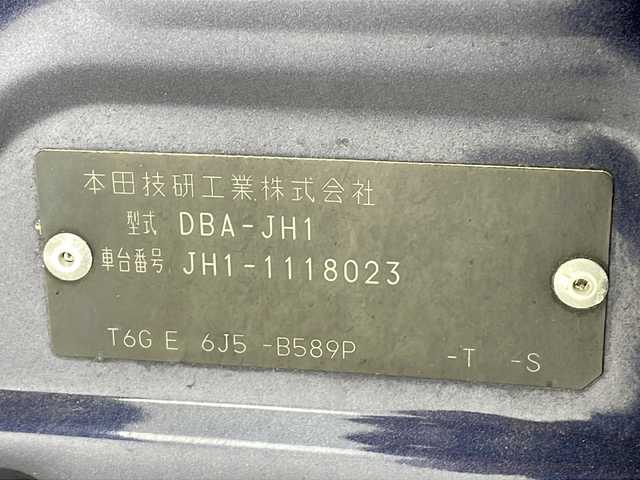 本田技研工業株式会社
型式 DBA-JH1
車台番号 JH1-1118023
T6G E 6J5 -B589P -T -S